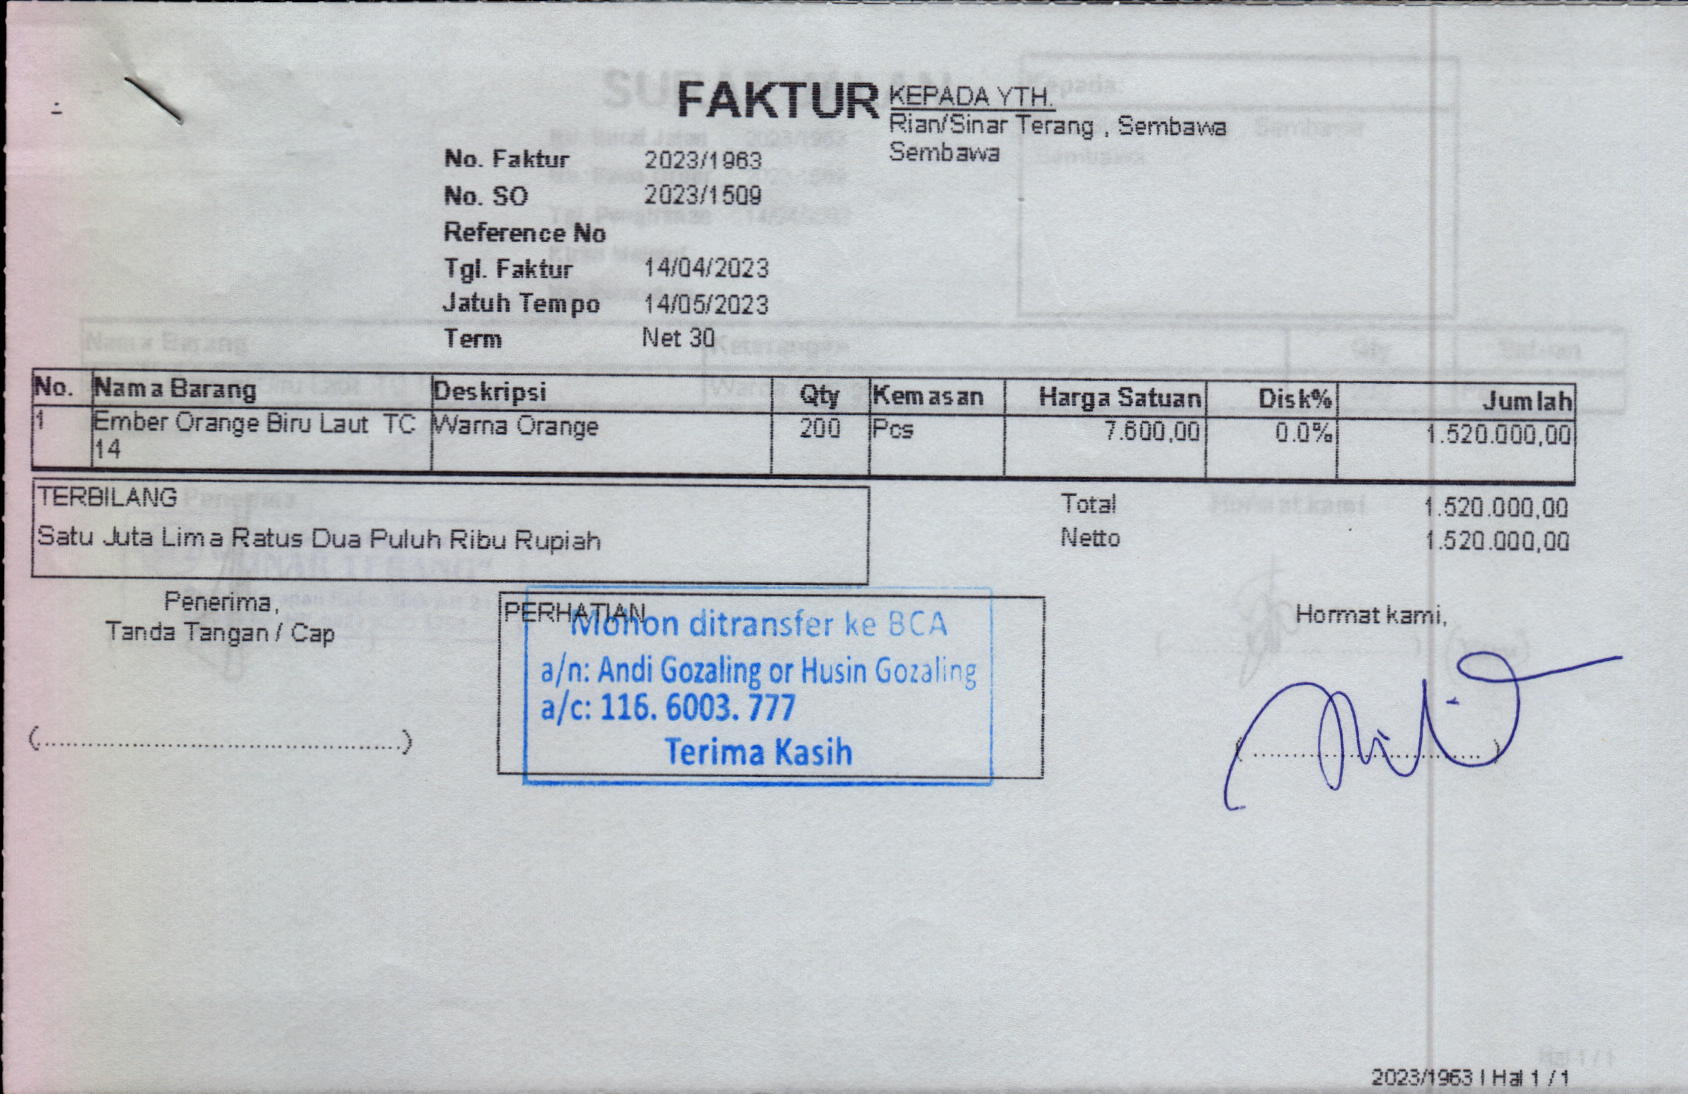 FAKTUR
KEPADA YTH.
Rian/Sinar Terang , Sembawa
Sembawa
No. Faktur 2023/1963
No. SO 2023/1509
Reference No
Tgl. Faktur 14/04/2023
Jatuh Tempo 14/05/2023
Term Net 30
No. Nama Barang Deskripsi Qty Kemasan Harga Satuan Disk% Jumlah
1 Ember Orange Biru Laut TC 14 Warna Orange 200 Pcs 7.600,00 0.0% 1.520.000,00
TERBILANG
Satu Juta Lima Ratus Dua Puluh Ribu Rupiah
Total 1.520.000,00
Netto 1.520.000,00
Penerima,
Tanda Tangan / Cap
PERHATIAN
Mohon ditransfer ke BCA
a/n: Andi Gozaling or Husin Gozaling
a/c: 116. 6003. 777
Terima Kasih
Hormat kami,
2023/1963 | Hal 1 / 1